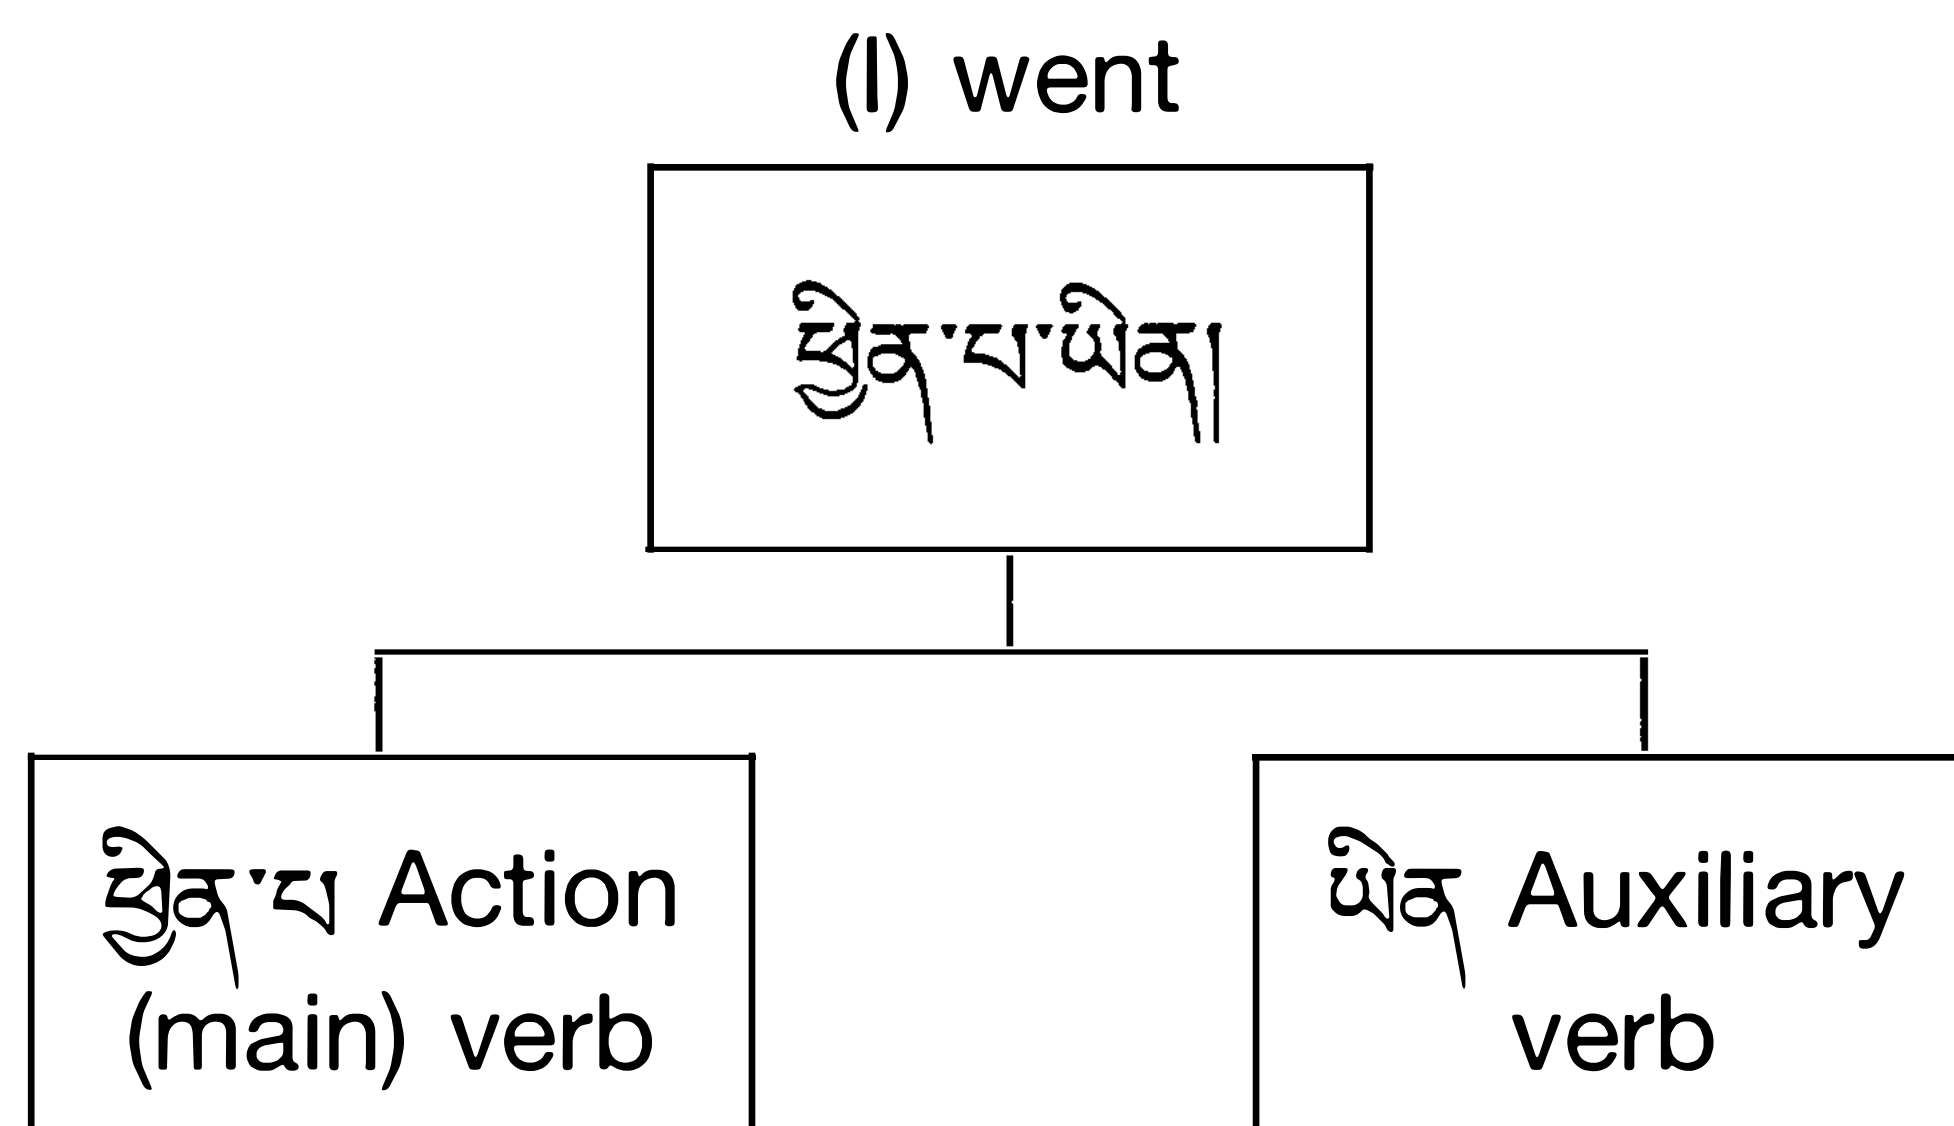 (I) went
ཕྱིན་པ་ཡིན།
ཕྱིན་པ Action
(main) verb
ཡིན Auxiliary
verb